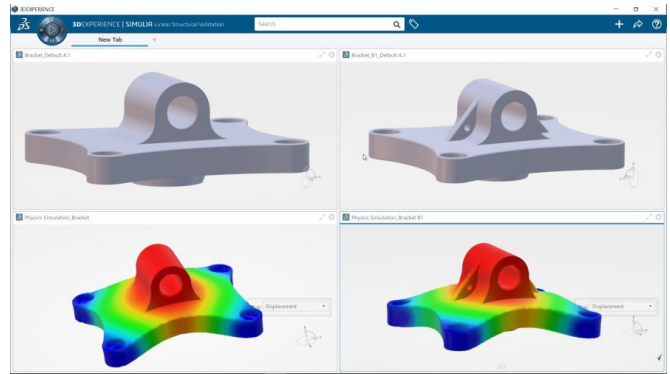 3DEXPERIENCE
3DEXPERIENCE | SIMULIA Linear Structural Validation
Search
New Tab
Bracket_Default A.1
Bracket_B1_Default A.1
Physics Simulation_Bracket
Physics Simulation_Bracket B1
Displacement
Displacement